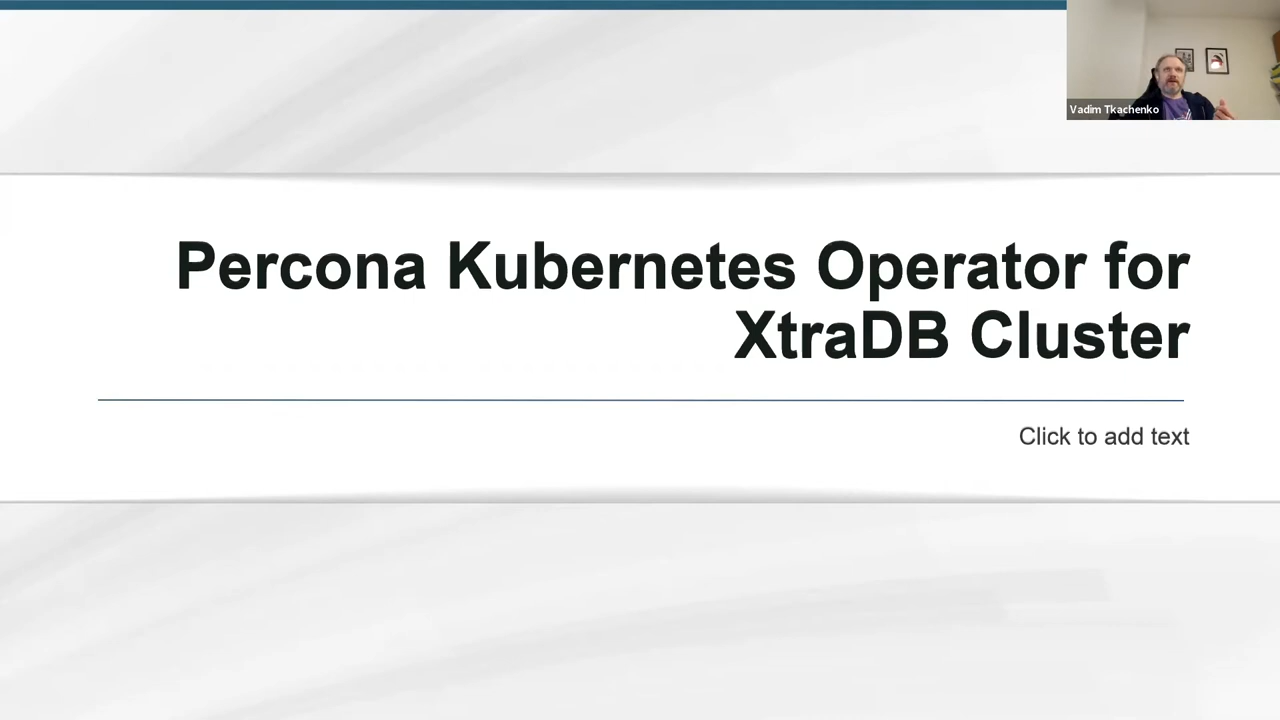 Vadim Tkachenko
Percona Kubernetes Operator for
XtraDB Cluster
Click to add text